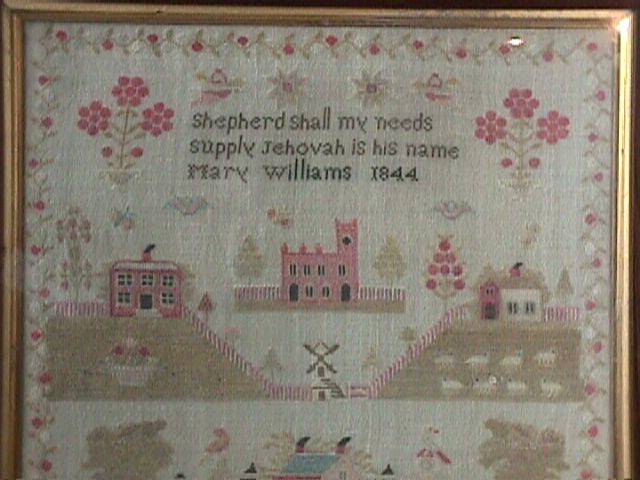 shepherd shall my needs
supply Jehovah is his name
Mary Williams 1844